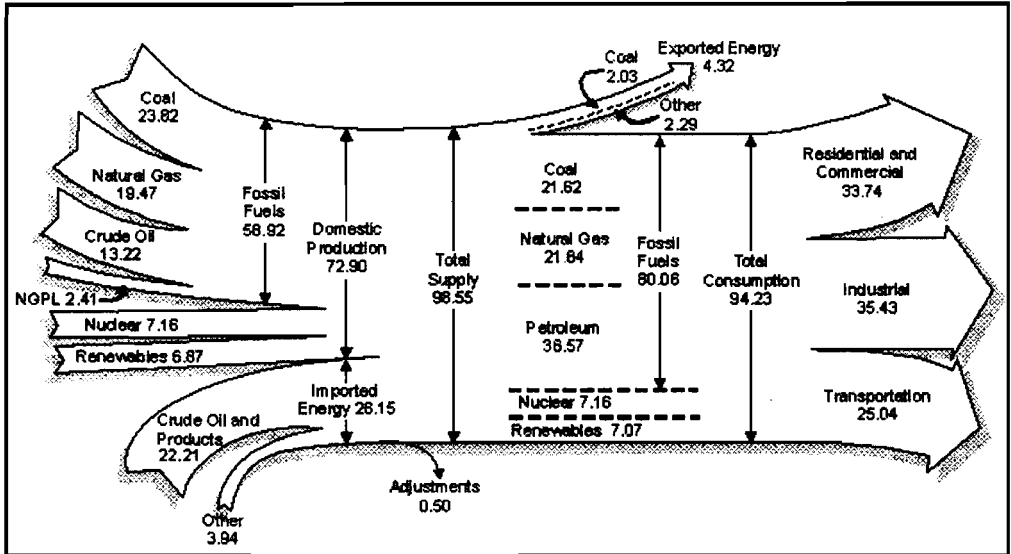 Coal
23.82
Natural Gas
19.47
Crude Oil
13.22
NGPL 2.41
Nuclear 7.16
Renewables 6.87
Crude Oil and
Products
22.21
Other
3.94
Fossil
Fuels
58.92
Domestic
Production
72.90
Imported
Energy 26.15
Adjustments
0.50
Total
Supply
98.55
Coal
2.03
Exported Energy
4.32
Other
2.29
Coal
21.62
Natural Gas
21.84
Petroleum
36.57
Nuclear 7.16
Renewables 7.07
Fossil
Fuels
80.06
Total
Consumption
94.23
Residential and
Commercial
33.74
Industrial
35.43
Transportation
25.04